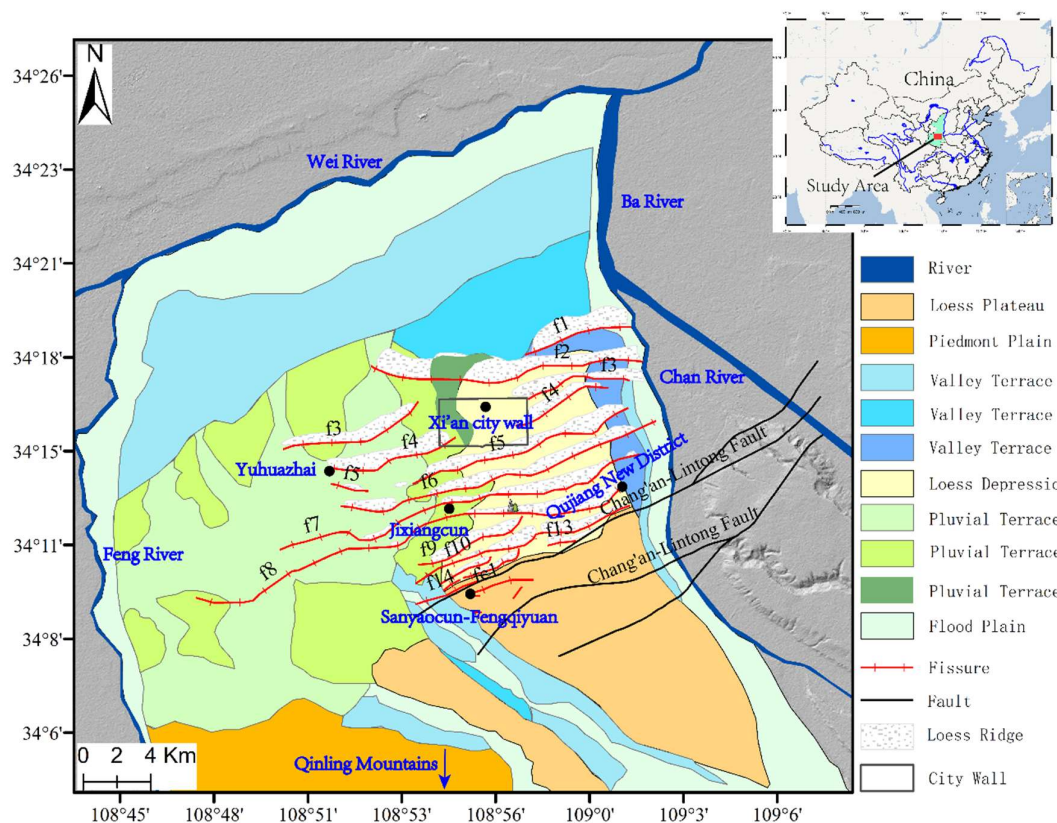 N
34°26'
34°23'
34°21'
34°18'
34°15'
34°11'
34°8'
34°6'
108°45'
108°48'
108°51'
108°53'
108°56'
109°0'
109°3'
109°6'
China
Study Area
Wei River
Ba River
Chan River
Feng River
f1
f2
f3
f4
f3
f4
f5
f5
f6
f7
f8
f9
f10
f13
f14
fc1
Xi'an city wall
Yuhuazhai
Jixiangcun
Qujiang New District
Chang'an-Lintong Fault
Chang'an-Lintong Fault
Sanyaocun-Fengqiyuan
Qinling Mountains
0 2 4 Km
River
Loess Plateau
Piedmont Plain
Valley Terrace
Valley Terrace
Valley Terrace
Loess Depressio
Pluvial Terrace
Pluvial Terrace
Pluvial Terrace
Flood Plain
Fissure
Fault
Loess Ridge
City Wall